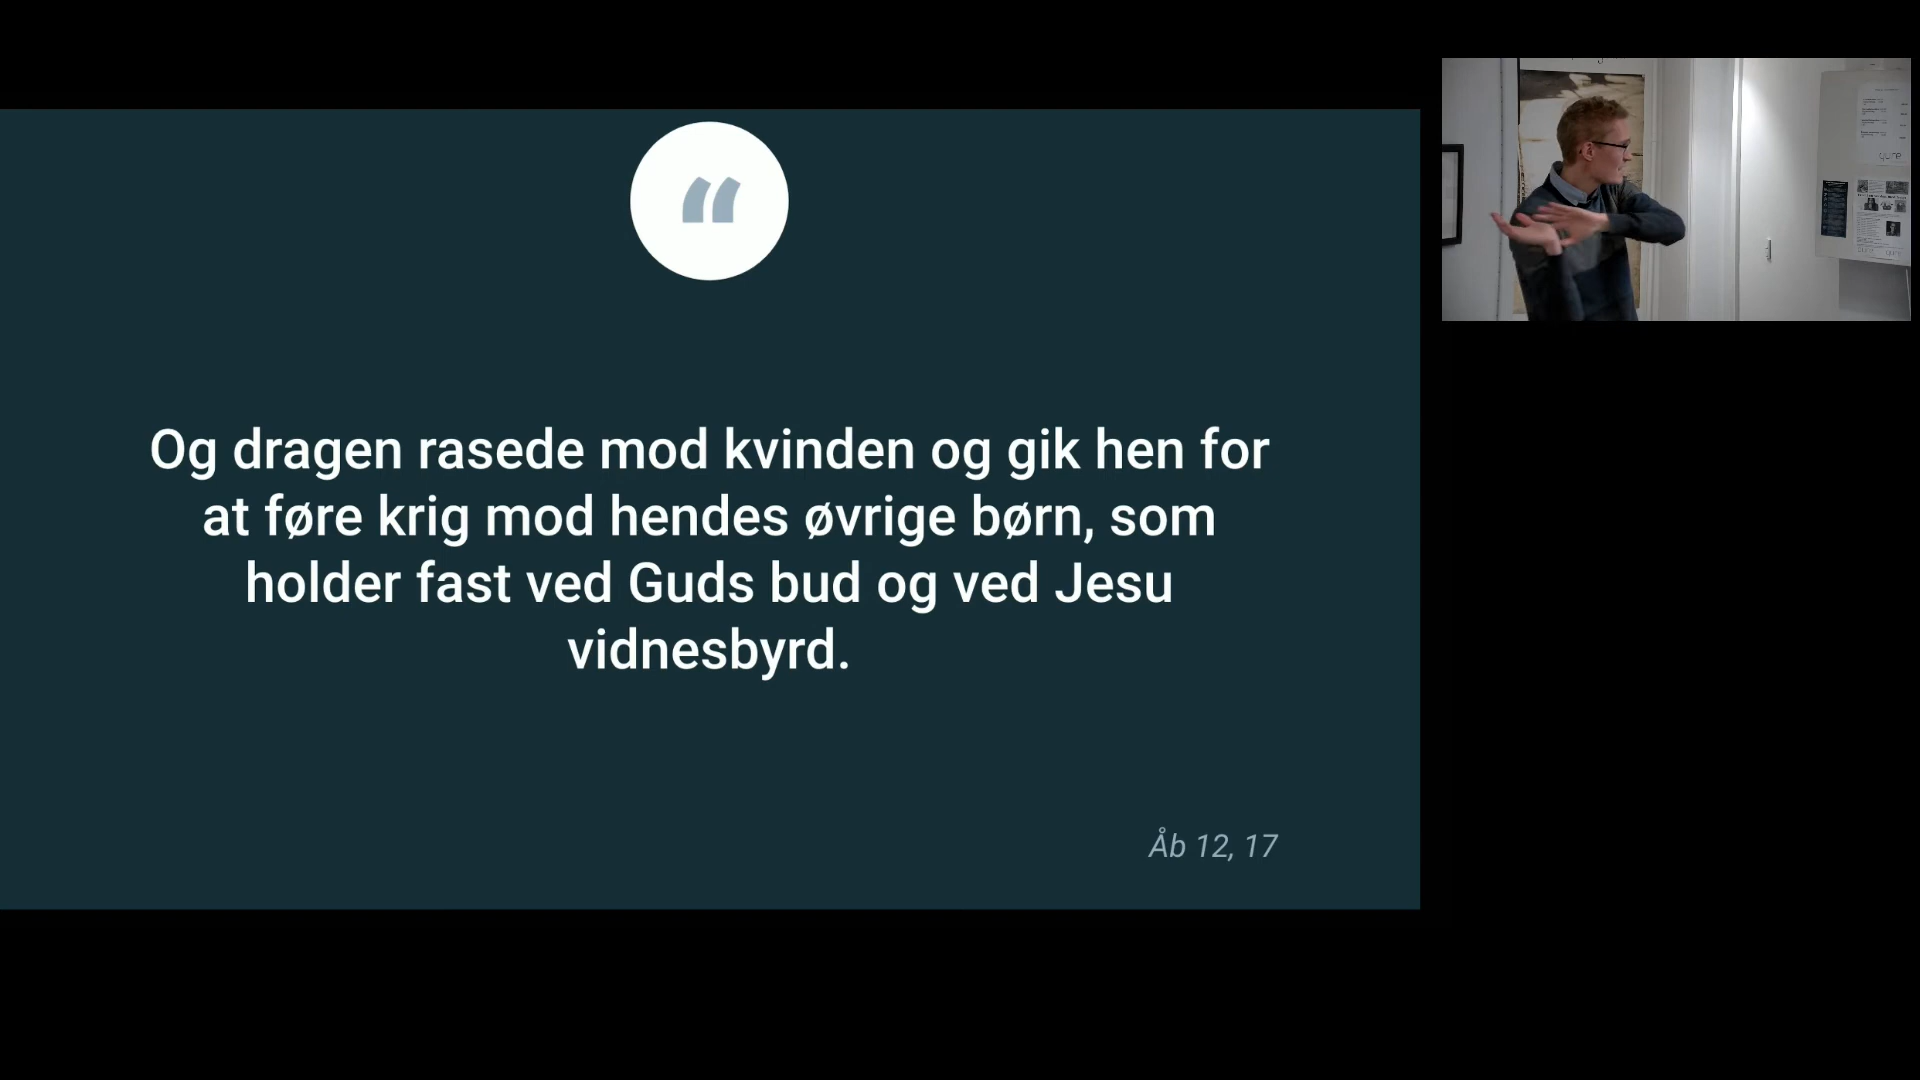 “
Og dragen rasede mod kvinden og gik hen for
at føre krig mod hendes øvrige børn, som
holder fast ved Guds bud og ved Jesu
vidnesbyrd.
Åb 12, 17